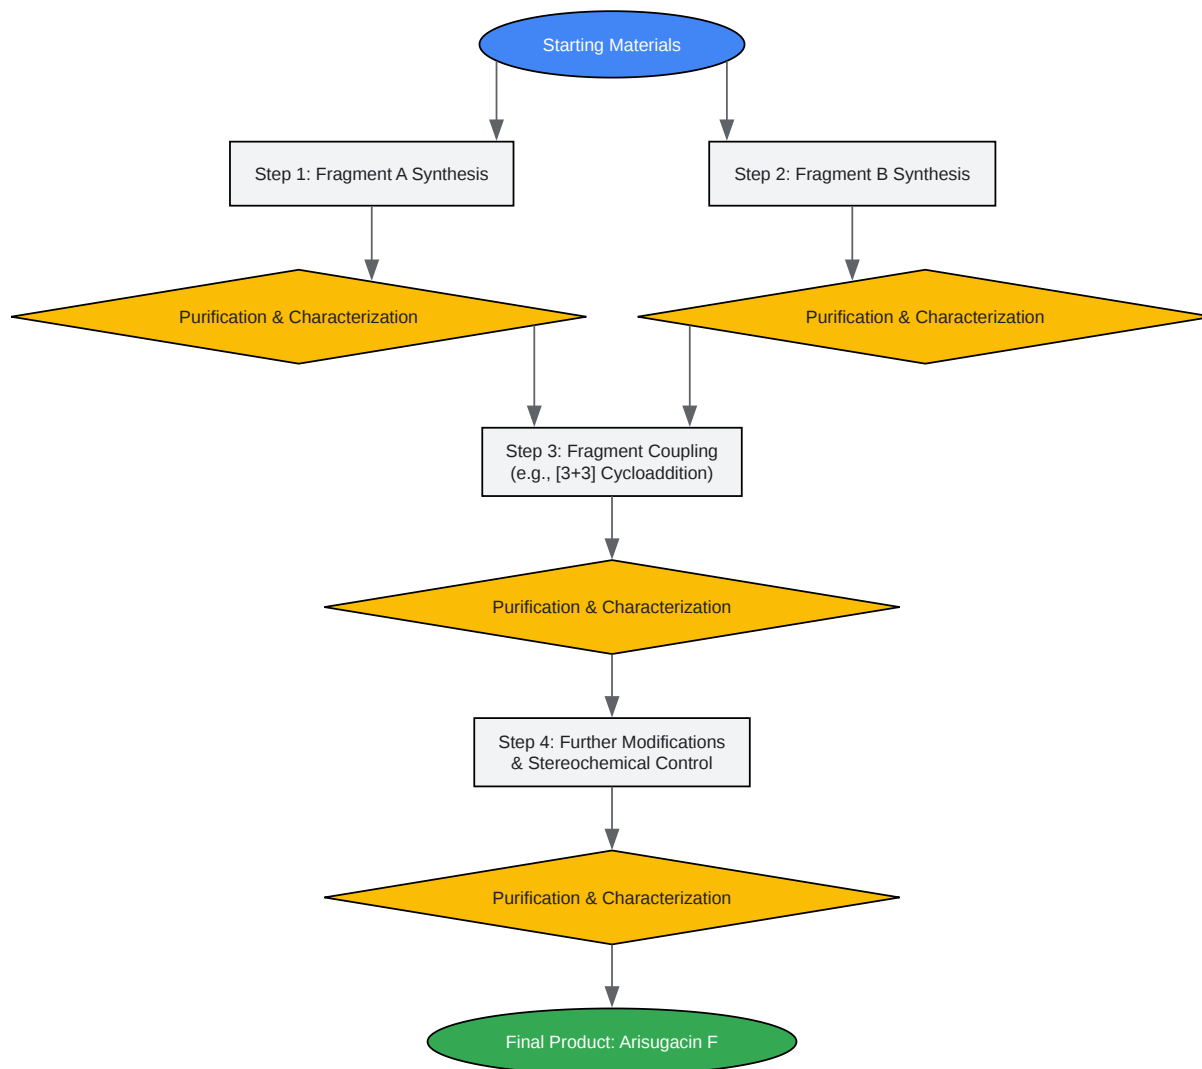 Starting Materials
Step 1: Fragment A Synthesis
Step 2: Fragment B Synthesis
Purification & Characterization
Purification & Characterization
Step 3: Fragment Coupling
(e.g., [3+3] Cycloaddition)
Purification & Characterization
Step 4: Further Modifications
& Stereochemical Control
Purification & Characterization
Final Product: Arisugacin F